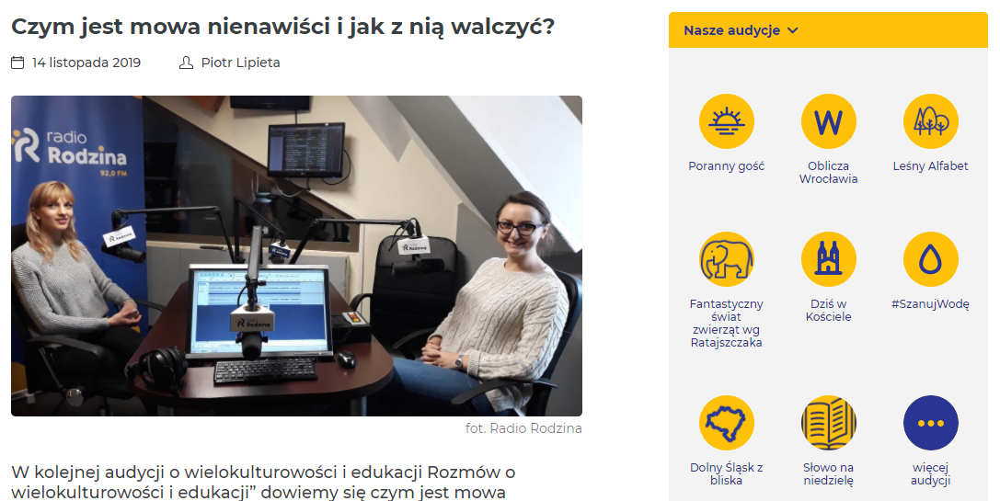 Czym jest mowa nienawiści i jak z nią walczyć?
14 listopada 2019
Piotr Lipieta
radio
Rodzina
92,0 FM
Rodzina
Rodzina
radio
Rodzina
fot. Radio Rodzina
W kolejnej audycji o wielokulturowości i edukacji Rozmów o
wielokulturowości i edukacji” dowiemy się czym jest mowa
Nasze audycje
Poranny gość
W
Oblicza
Wrocławia
Leśny Alfabet
Fantastyczny
świat
zwierząt wg
Ratajszczaka
Dziś w
Kościele
#SzanujWodę
Dolny Śląsk z
bliska
Słowo na
niedzielę
więcej
audycji